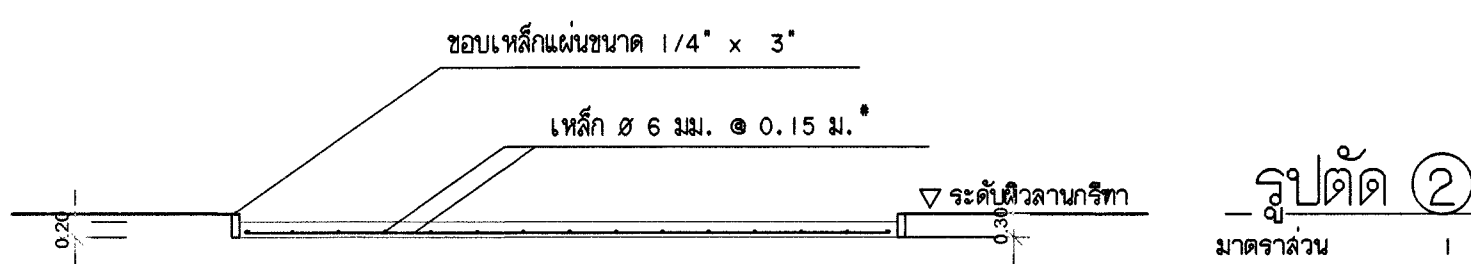 ขอบเหล็กแผ่นขนาด 1/4" x 3"
เหล็ก Ø 6 มม. @ 0.15 ม.#
▽ ระดับผิวลานกรีฑา
0.20
0.30
รูปตัด 2
มาตราส่วน 1